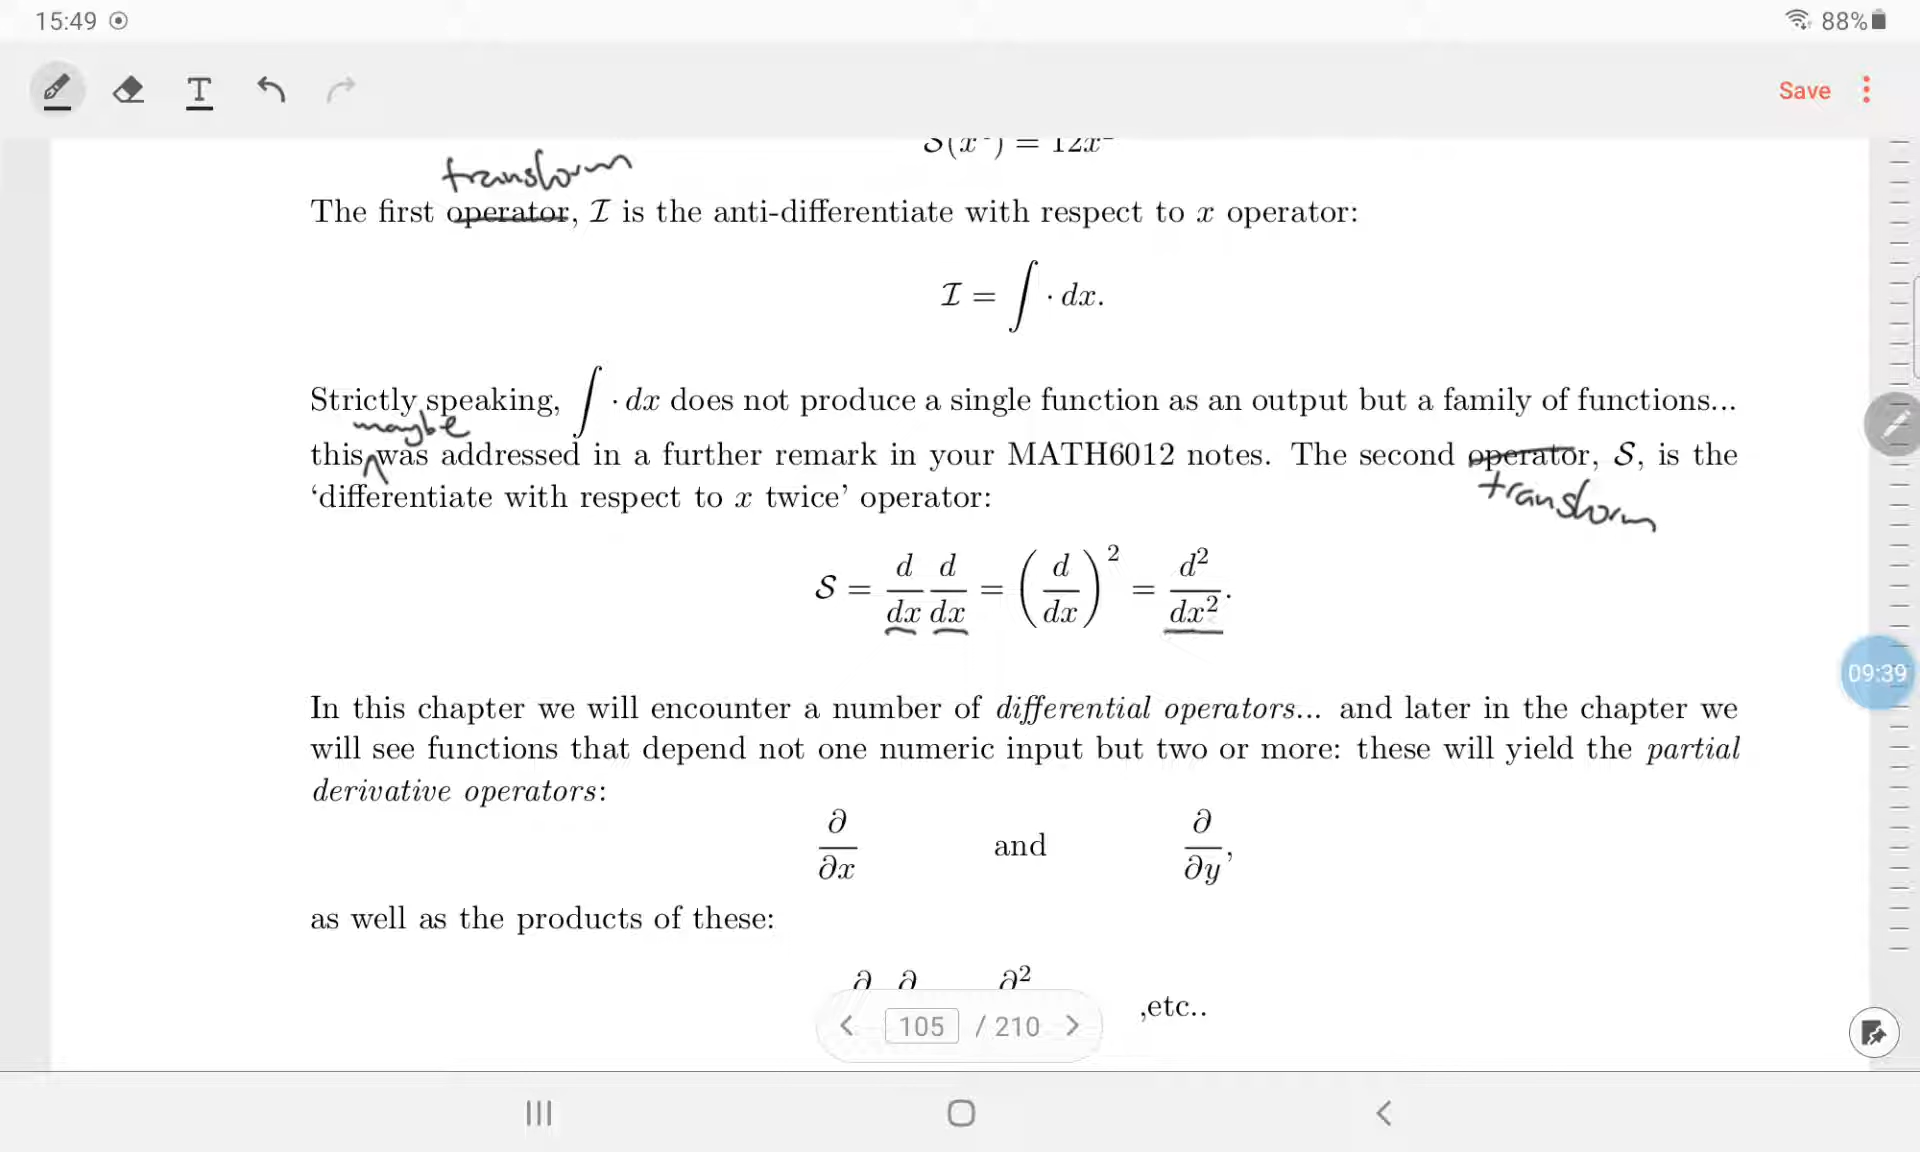 15:49
88%
T
Save
S(x⁴) = 12x²
transform
The first operator, I is the anti-differentiate with respect to x operator:
I = ∫ · dx.
Strictly speaking, ∫ · dx does not produce a single function as an output but a family of functions...
maybe
this was addressed in a further remark in your MATH6012 notes. The second operator, S, is the
transform
'differentiate with respect to x twice' operator:
S = d/dx d/dx = (d/dx)² = d²/dx².
09:39
In this chapter we will encounter a number of differential operators... and later in the chapter we
will see functions that depend not one numeric input but two or more: these will yield the partial
derivative operators:
∂/∂x and ∂/∂y,
as well as the products of these:
∂ ∂ ∂²
,etc..
105 / 210